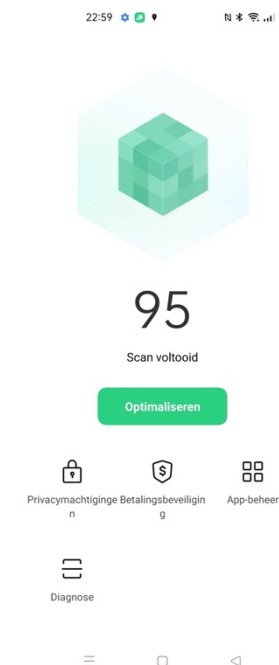 22:59
95
Scan voltooid
Optimaliseren
Privacymachtiginge
n
Betalingsbeveiligin
g
App-beheer
Diagnose